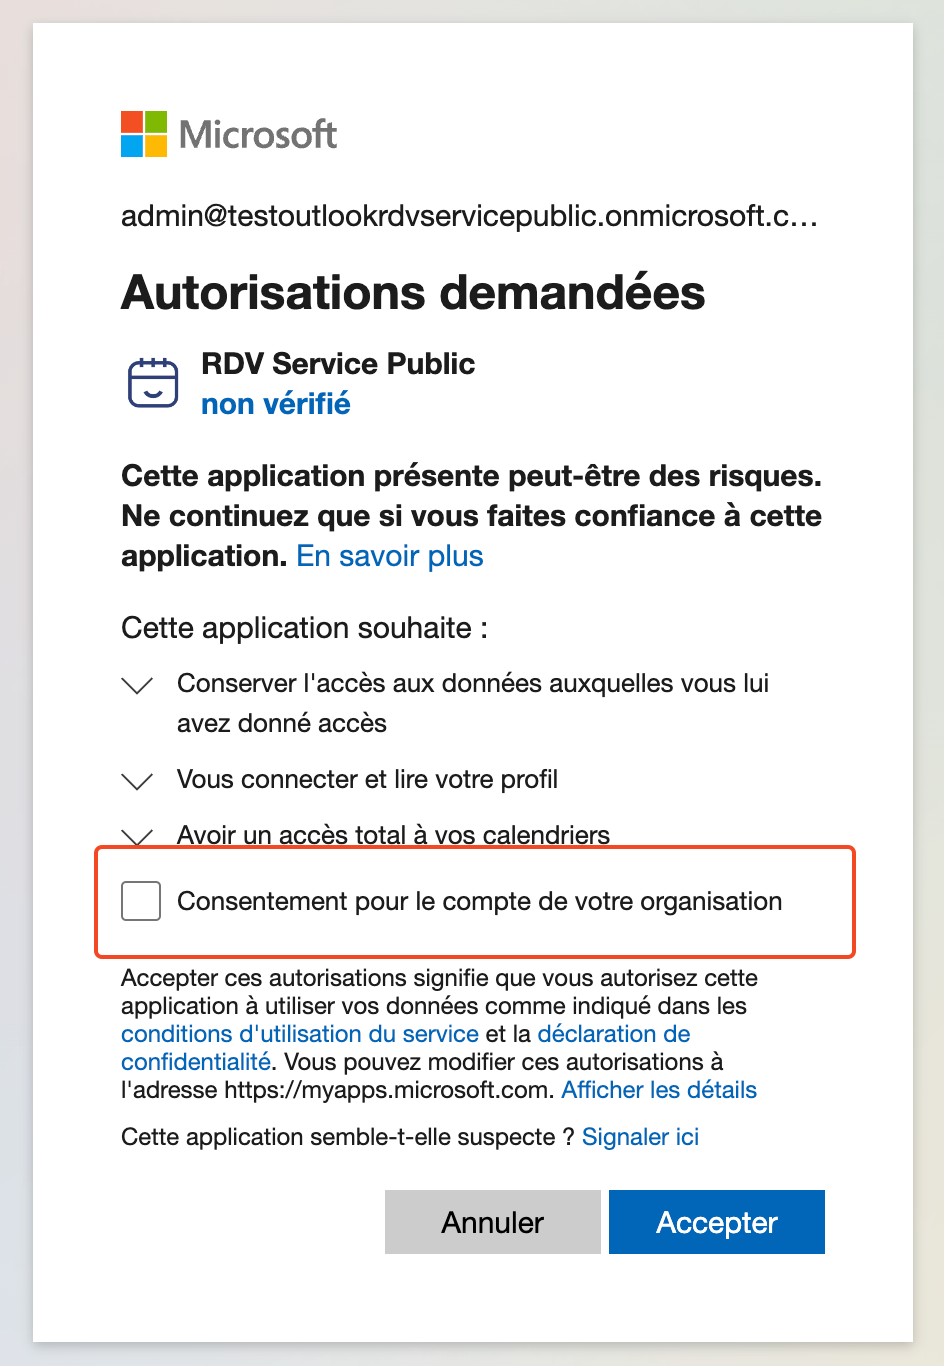 Microsoft
admin@testoutlookrdvservicepublic.onmicrosoft.c...
Autorisations demandées
RDV Service Public
non vérifié
Cette application présente peut-être des risques.
Ne continuez que si vous faites confiance à cette
application. En savoir plus
Cette application souhaite :
Conserver l'accès aux données auxquelles vous lui
avez donné accès
Vous connecter et lire votre profil
Avoir un accès total à vos calendriers
Consentement pour le compte de votre organisation
Accepter ces autorisations signifie que vous autorisez cette
application à utiliser vos données comme indiqué dans les
conditions d'utilisation du service et la déclaration de
confidentialité. Vous pouvez modifier ces autorisations à
l'adresse https://myapps.microsoft.com. Afficher les détails
Cette application semble-t-elle suspecte ? Signaler ici
Annuler
Accepter